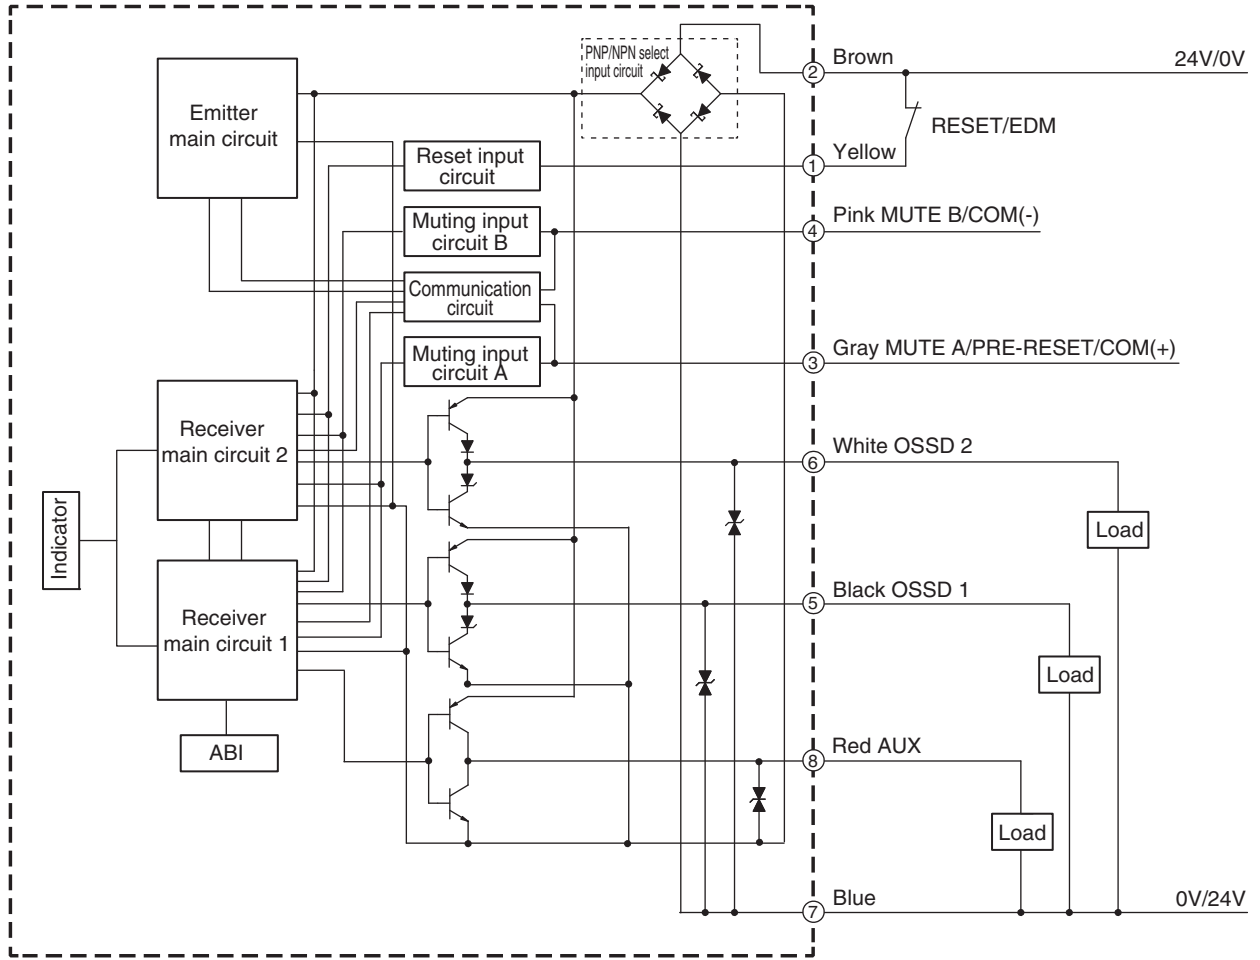 PNP/NPN select
input circuit
2
Brown
24V/0V
Emitter
main circuit
RESET/EDM
Reset input
circuit
1
Yellow
Muting input
circuit B
4
Pink MUTE B/COM(-)
Communication
circuit
Muting input
circuit A
3
Gray MUTE A/PRE-RESET/COM(+)
Receiver
main circuit 2
6
White OSSD 2
Load
Indicator
Receiver
main circuit 1
5
Black OSSD 1
Load
ABI
8
Red AUX
Load
7
Blue
0V/24V